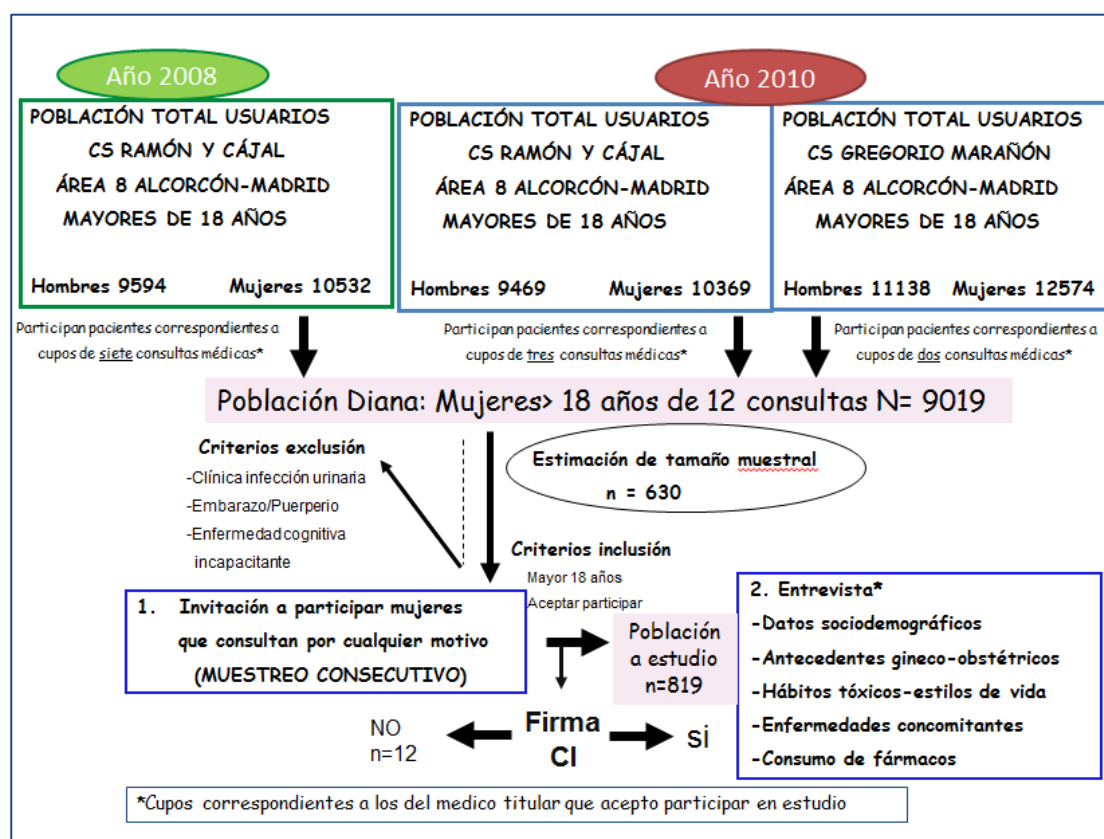 Año 2008
Año 2010
POBLACIÓN TOTAL USUARIOS
CS RAMÓN Y CÁJAL
ÁREA 8 ALCORCÓN-MADRID
MAYORES DE 18 AÑOS
Hombres 9594 Mujeres 10532
POBLACIÓN TOTAL USUARIOS
CS RAMÓN Y CÁJAL
ÁREA 8 ALCORCÓN-MADRID
MAYORES DE 18 AÑOS
Hombres 9469 Mujeres 10369
POBLACIÓN TOTAL USUARIOS
CS GREGORIO MARAÑÓN
ÁREA 8 ALCORCÓN-MADRID
MAYORES DE 18 AÑOS
Hombres 11138 Mujeres 12574
Participan pacientes correspondientes a
cupos de siete consultas médicas*
Participan pacientes correspondientes a
cupos de tres consultas médicas*
Participan pacientes correspondientes a
cupos de dos consultas médicas*
Población Diana: Mujeres> 18 años de 12 consultas N= 9019
Criterios exclusión
-Clínica infección urinaria
-Embarazo/Puerperio
-Enfermedad cognitiva
incapacitante
Estimación de tamaño muestral
n = 630
Criterios inclusión
Mayor 18 años
Aceptar participar
1. Invitación a participar mujeres
que consultan por cualquier motivo
(MUESTREO CONSECUTIVO)
Población
a estudio
n=819
2. Entrevista*
-Datos sociodemográficos
-Antecedentes gineco-obstétricos
-Hábitos tóxicos-estilos de vida
-Enfermedades concomitantes
-Consumo de fármacos
NO
n=12
Firma
CI
sí
*Cupos correspondientes a los del medico titular que acepto participar en estudio